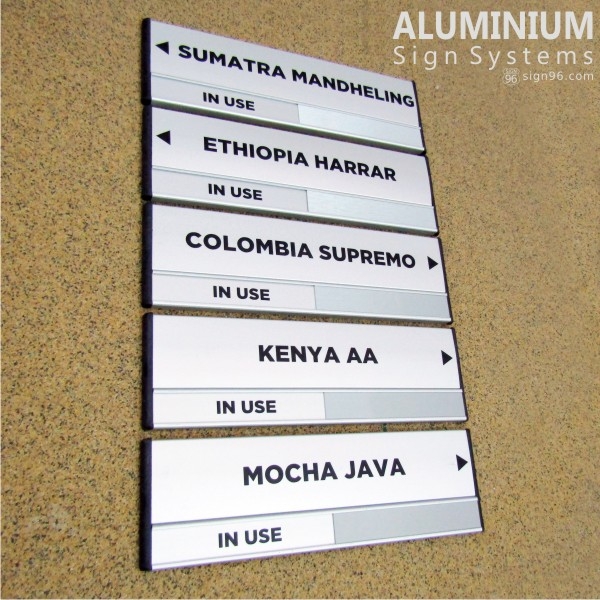 ALUMINIUM
Sign Systems
96 sign96.com
◀ SUMATRA MANDHELING
IN USE
◀ ETHIOPIA HARRAR
IN USE
COLOMBIA SUPREMO ▶
IN USE
KENYA AA ▶
IN USE
MOCHA JAVA ▶
IN USE